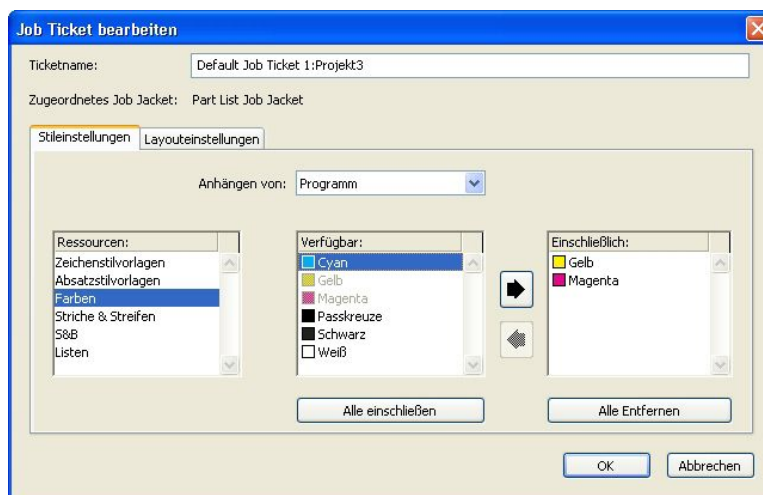 Job Ticket bearbeiten
Ticketname: Default Job Ticket 1:Projekt3
Zugeordnetes Job Jacket: Part List Job Jacket
Stileinstellungen Layouteinstellungen
Anhängen von: Programm
Ressourcen:
Zeichenstilvorlagen
Absatzstilvorlagen
Farben
Striche & Streifen
S&B
Listen
Verfügbar:
Cyan
Gelb
Magenta
Passkreuze
Schwarz
Weiß
Alle einschließen
Einschließlich:
Gelb
Magenta
Alle Entfernen
OK Abbrechen